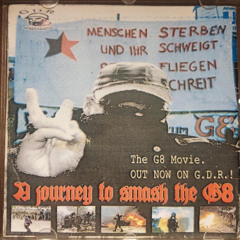 G.D.R
MENSCHEN STERBEN
UND IHR SCHWEIGT
FLIEGEN
SCHREIT
G8
The G8 Movie.
OUT NOW ON G.D.R.!
A journey to smash the G8